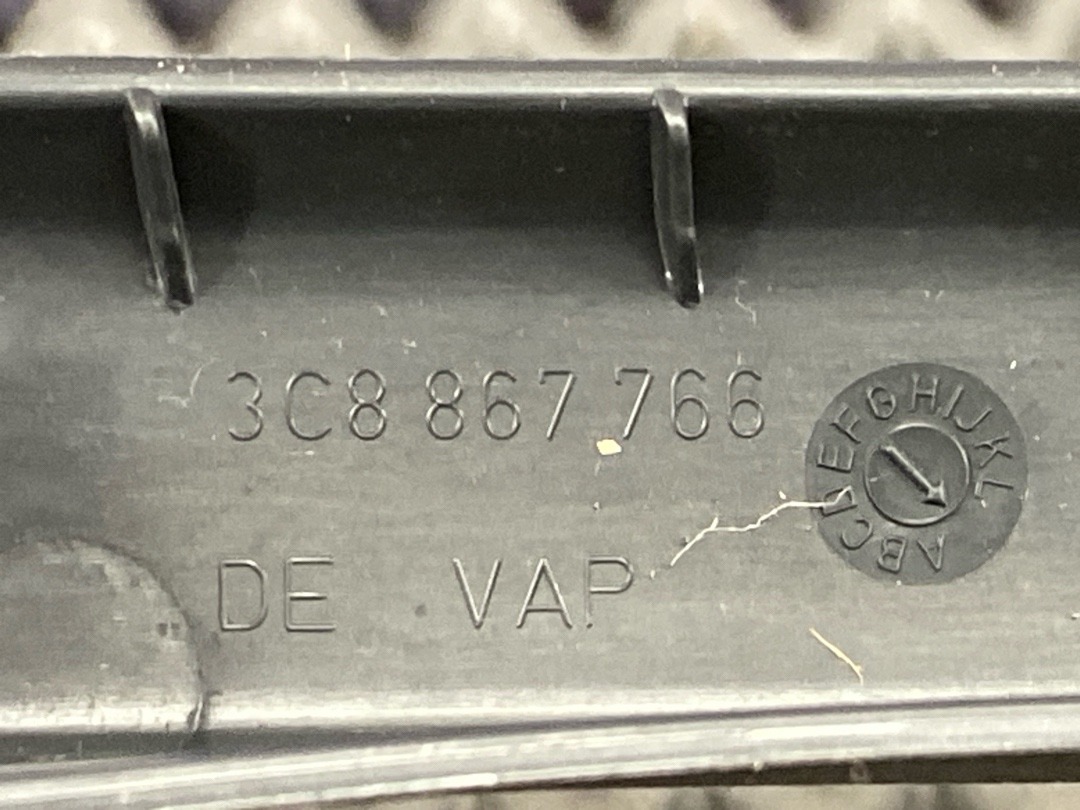 3C8 867 766
ABCDEFGHIJKL
DE VAP